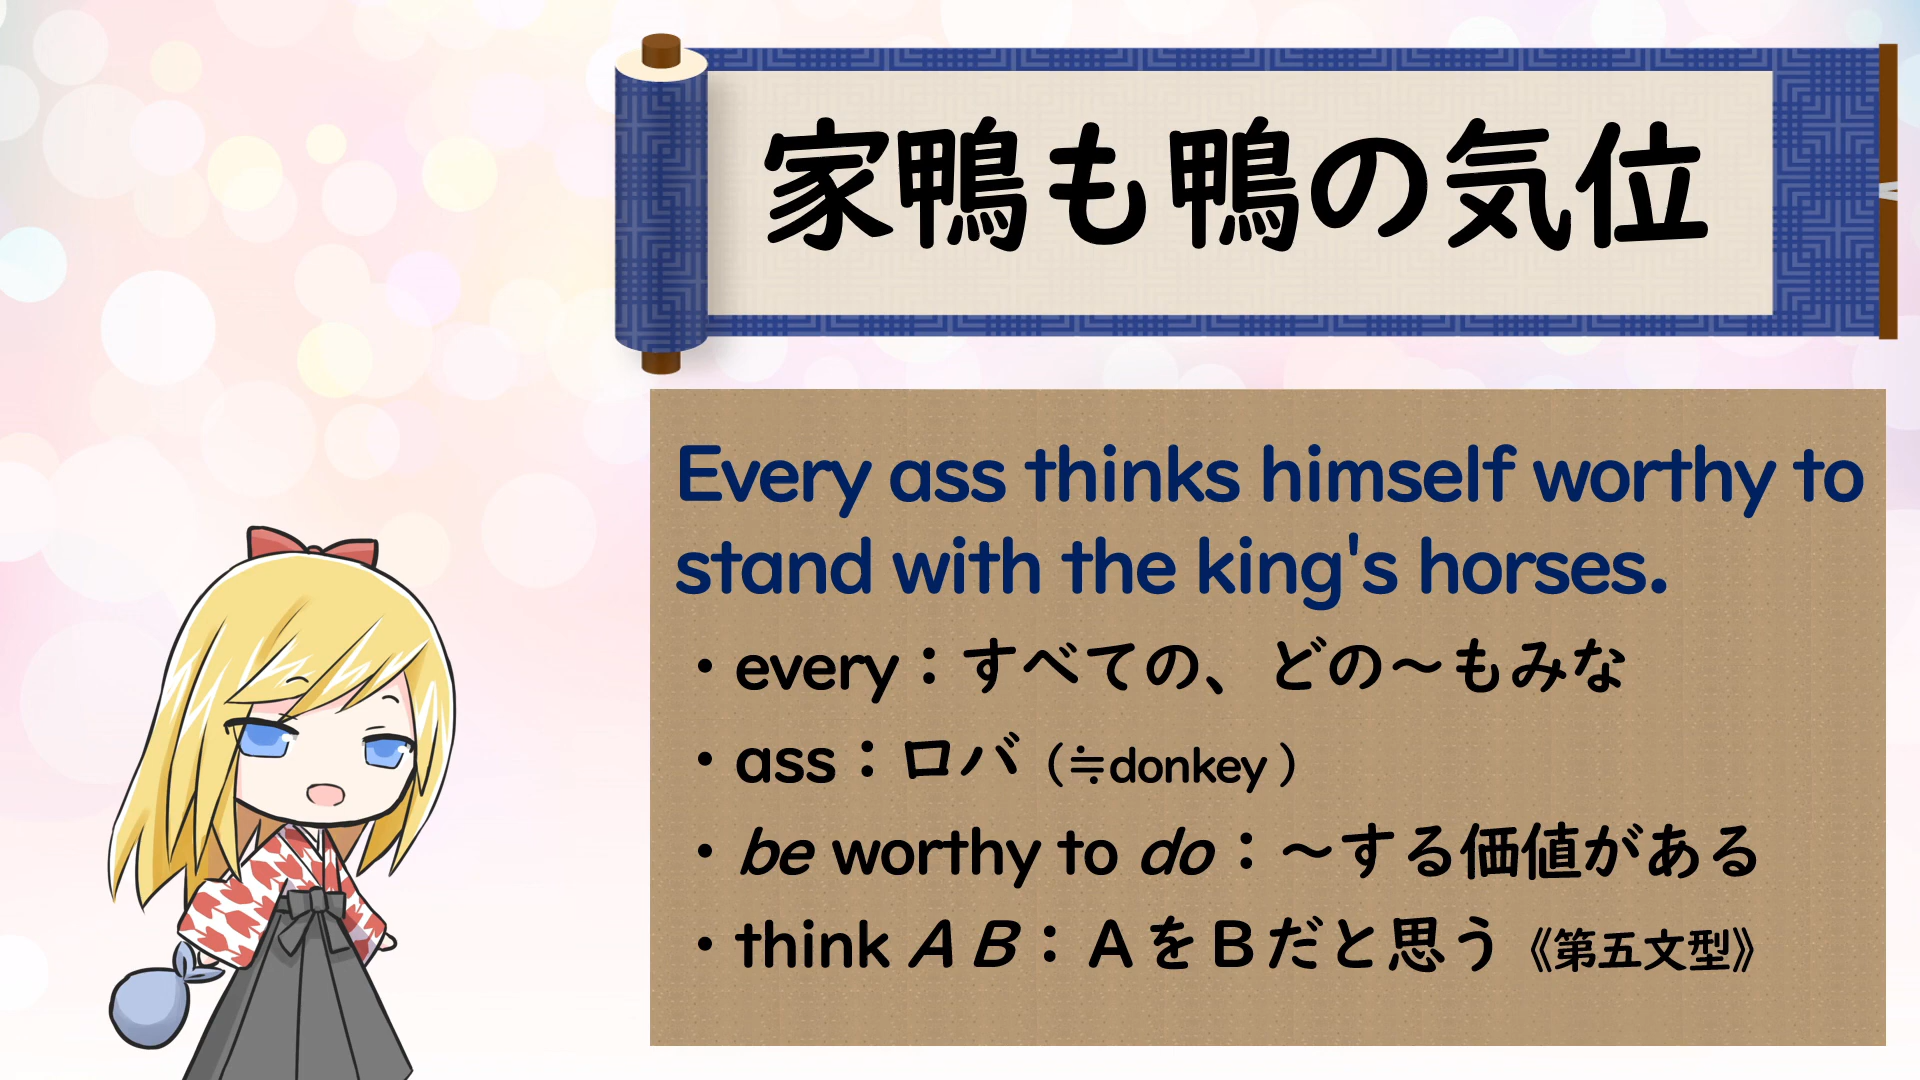 家鴨も鴨の気位
Every ass thinks himself worthy to
stand with the king's horses.
・every：すべての、どの〜もみな
・ass：ロバ（≒donkey）
・be worthy to do：〜する価値がある
・think A B：AをBだと思う《第五文型》